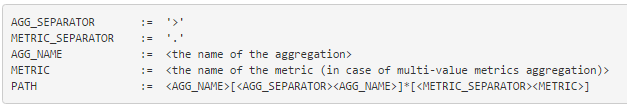 AGG_SEPARATOR := '>'
METRIC_SEPARATOR := '.'
AGG_NAME := <the name of the aggregation>
METRIC := <the name of the metric (in case of multi-value metrics aggregation)>
PATH := <AGG_NAME>[<AGG_SEPARATOR><AGG_NAME>]*[<METRIC_SEPARATOR><METRIC>]